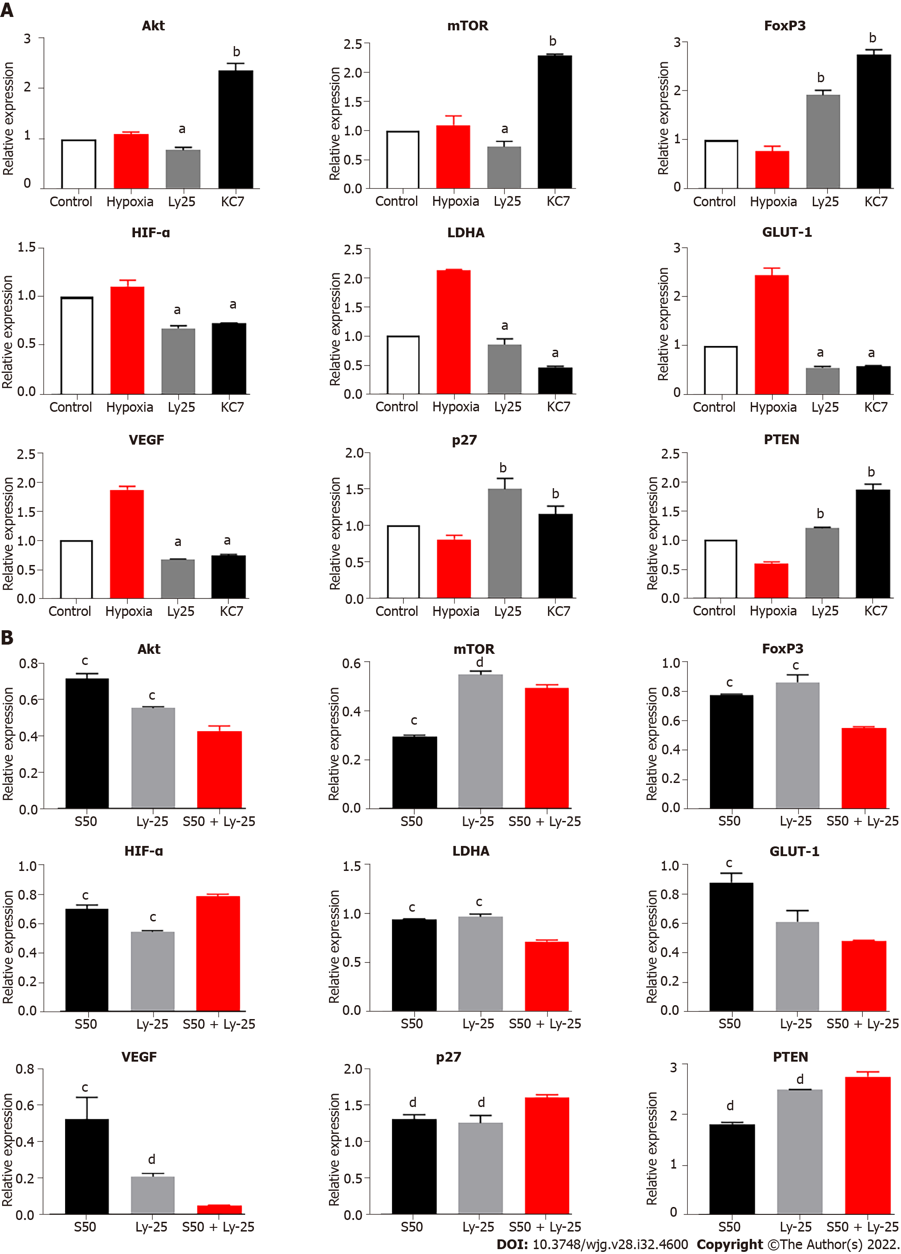 A
Akt mTOR FoxP3
Relative expression Relative expression Relative expression
3 2 1 0
2.5 2.0 1.5 1.0 0.5 0.0
3 2 1 0
a b
a b
b b
Control Hypoxia Ly25 KC7 Control Hypoxia Ly25 KC7 Control Hypoxia Ly25 KC7
HIF-α LDHA GLUT-1
Relative expression Relative expression Relative expression
1.5 1.0 0.5 0.0
2.5 2.0 1.5 1.0 0.5 0.0
3 2 1 0
a a
a a
a a
Control Hypoxia Ly25 KC7 Control Hypoxia Ly25 KC7 Control Hypoxia Ly25 KC7
VEGF p27 PTEN
Relative expression Relative expression Relative expression
2.5 2.0 1.5 1.0 0.5 0.0
2.0 1.5 1.0 0.5 0.0
2.5 2.0 1.5 1.0 0.5 0.0
a a
b b
b b
Control Hypoxia Ly25 KC7 Control Hypoxia Ly25 KC7 Control Hypoxia Ly25 KC7
B
Akt mTOR FoxP3
Relative expression Relative expression Relative expression
0.8 0.6 0.4 0.2 0.0
0.6 0.4 0.2 0.0
1.0 0.8 0.6 0.4 0.2 0.0
c c
c d
c c
S50 Ly-25 S50 + Ly-25 S50 Ly-25 S50 + Ly-25 S50 Ly-25 S50 + Ly-25
HIF-α LDHA GLUT-1
Relative expression Relative expression Relative expression
1.0 0.8 0.6 0.4 0.2 0.0
1.5 1.0 0.5 0.0
1.0 0.8 0.6 0.4 0.2 0.0
c c
c c
c
S50 Ly-25 S50 + Ly-25 S50 Ly-25 S50 + Ly-25 S50 Ly-25 S50 + Ly-25
VEGF p27 PTEN
Relative expression Relative expression Relative expression
0.8 0.6 0.4 0.2 0.0
2.0 1.5 1.0 0.5 0.0
3 2 1 0
c d
d d
d d
S50 Ly-25 S50 + Ly-25 S50 Ly-25 S50 + Ly-25 S50 Ly-25 S50 + Ly-25
DOI: 10.3748/wjg.v28.i32.4600 Copyright ©The Author(s) 2022.